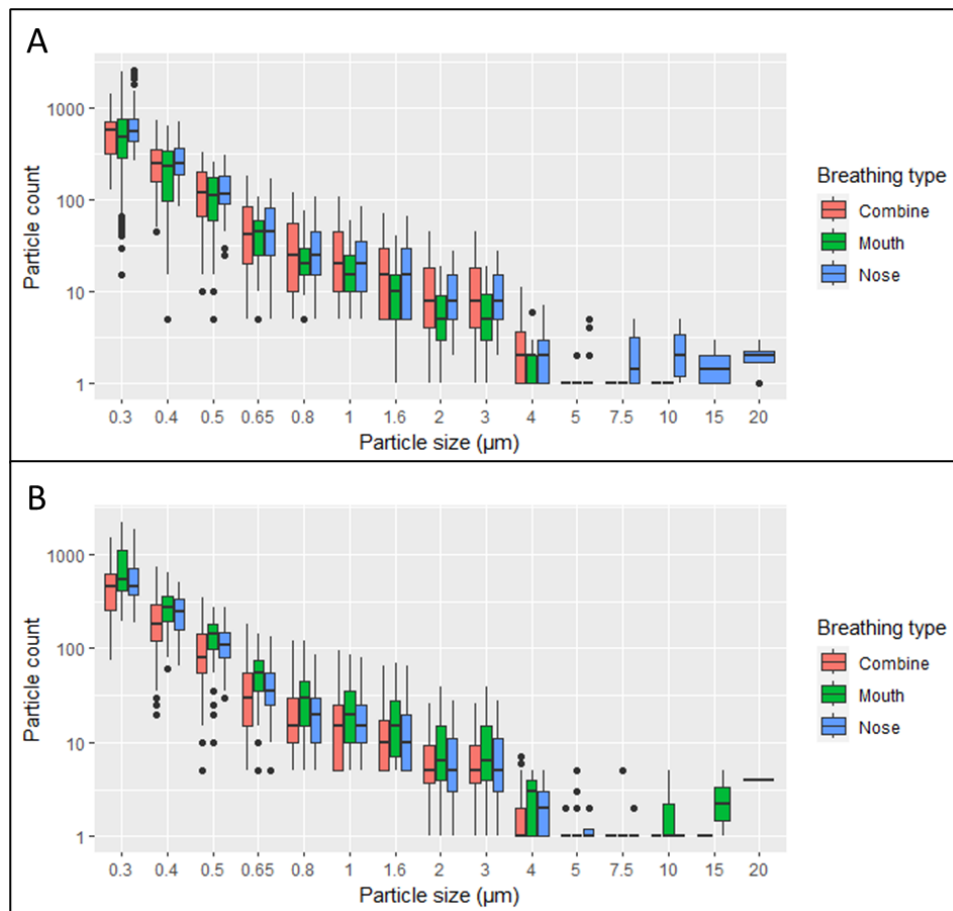 A
Particle count
1000
100
10
1
0.3 0.4 0.5 0.65 0.8 1 1.6 2 3 4 5 7.5 10 15 20
Particle size (µm)
Breathing type
Combine
Mouth
Nose
B
Particle count
1000
100
10
1
0.3 0.4 0.5 0.65 0.8 1 1.6 2 3 4 5 7.5 10 15 20
Particle size (µm)
Breathing type
Combine
Mouth
Nose